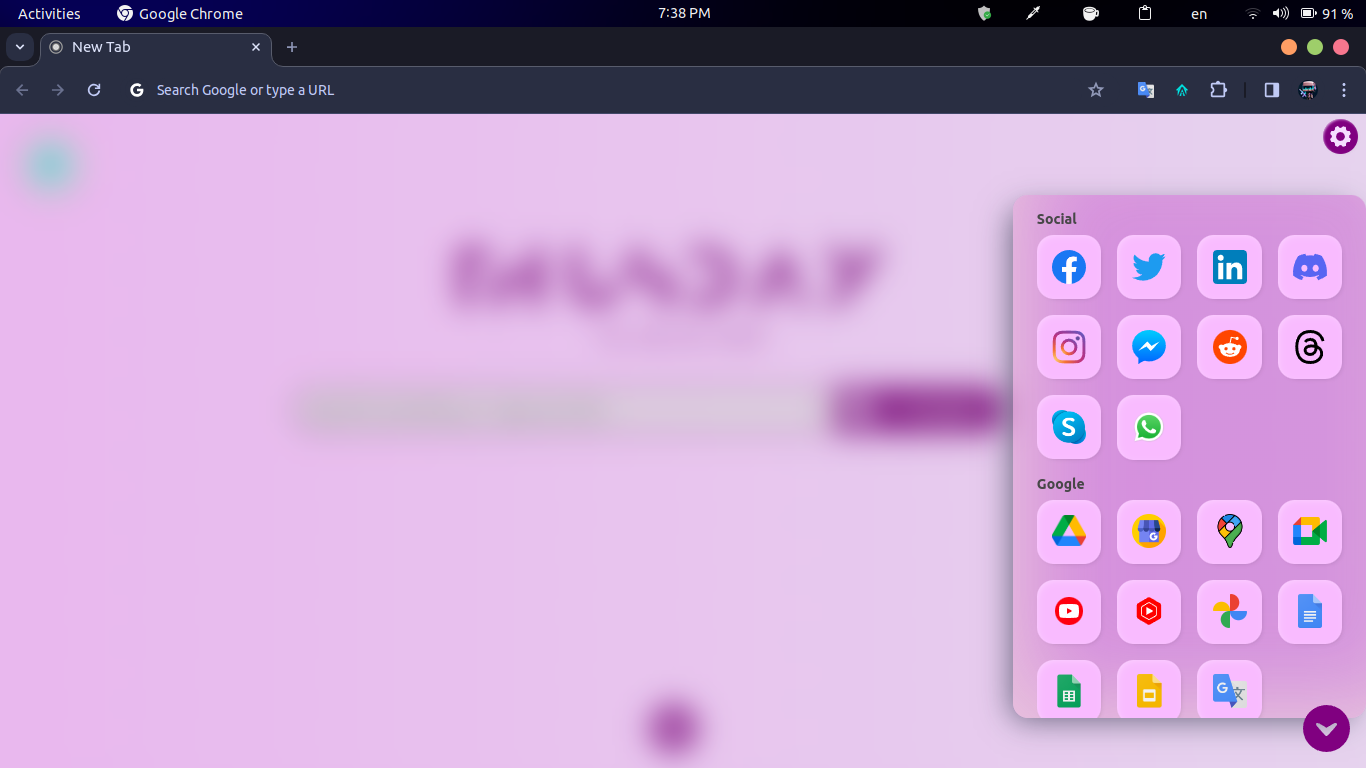 Activities
Google Chrome
7:38 PM
en
91 %
New Tab
Search Google or type a URL
Social
Google